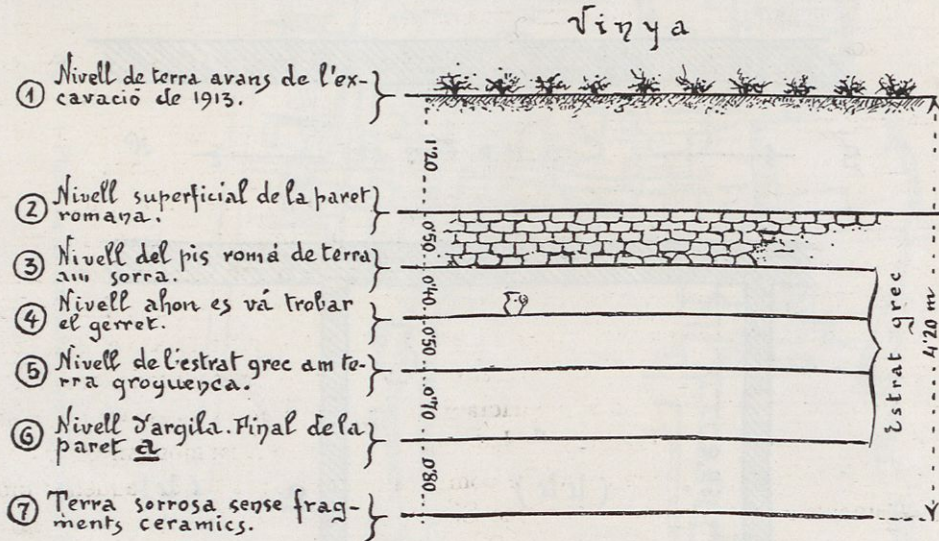 Vinya
① Nivell de terra avans de l'ex-
cavació de 1913.
1'20
② Nivell superficial de la paret
romana.
0'50
③ Nivell del pis romá de terra
am sorra.
0'40
④ Nivell ahon es vá trobar
el gerret.
0'50
⑤ Nivell de l'estrat grec am te-
rra groguenca.
0'70
⑥ Nivell d'argila. Final de la
paret a
0'80
⑦ Terra sorrosa sense frag-
ments ceramics.
Estrat grec
4'20 m